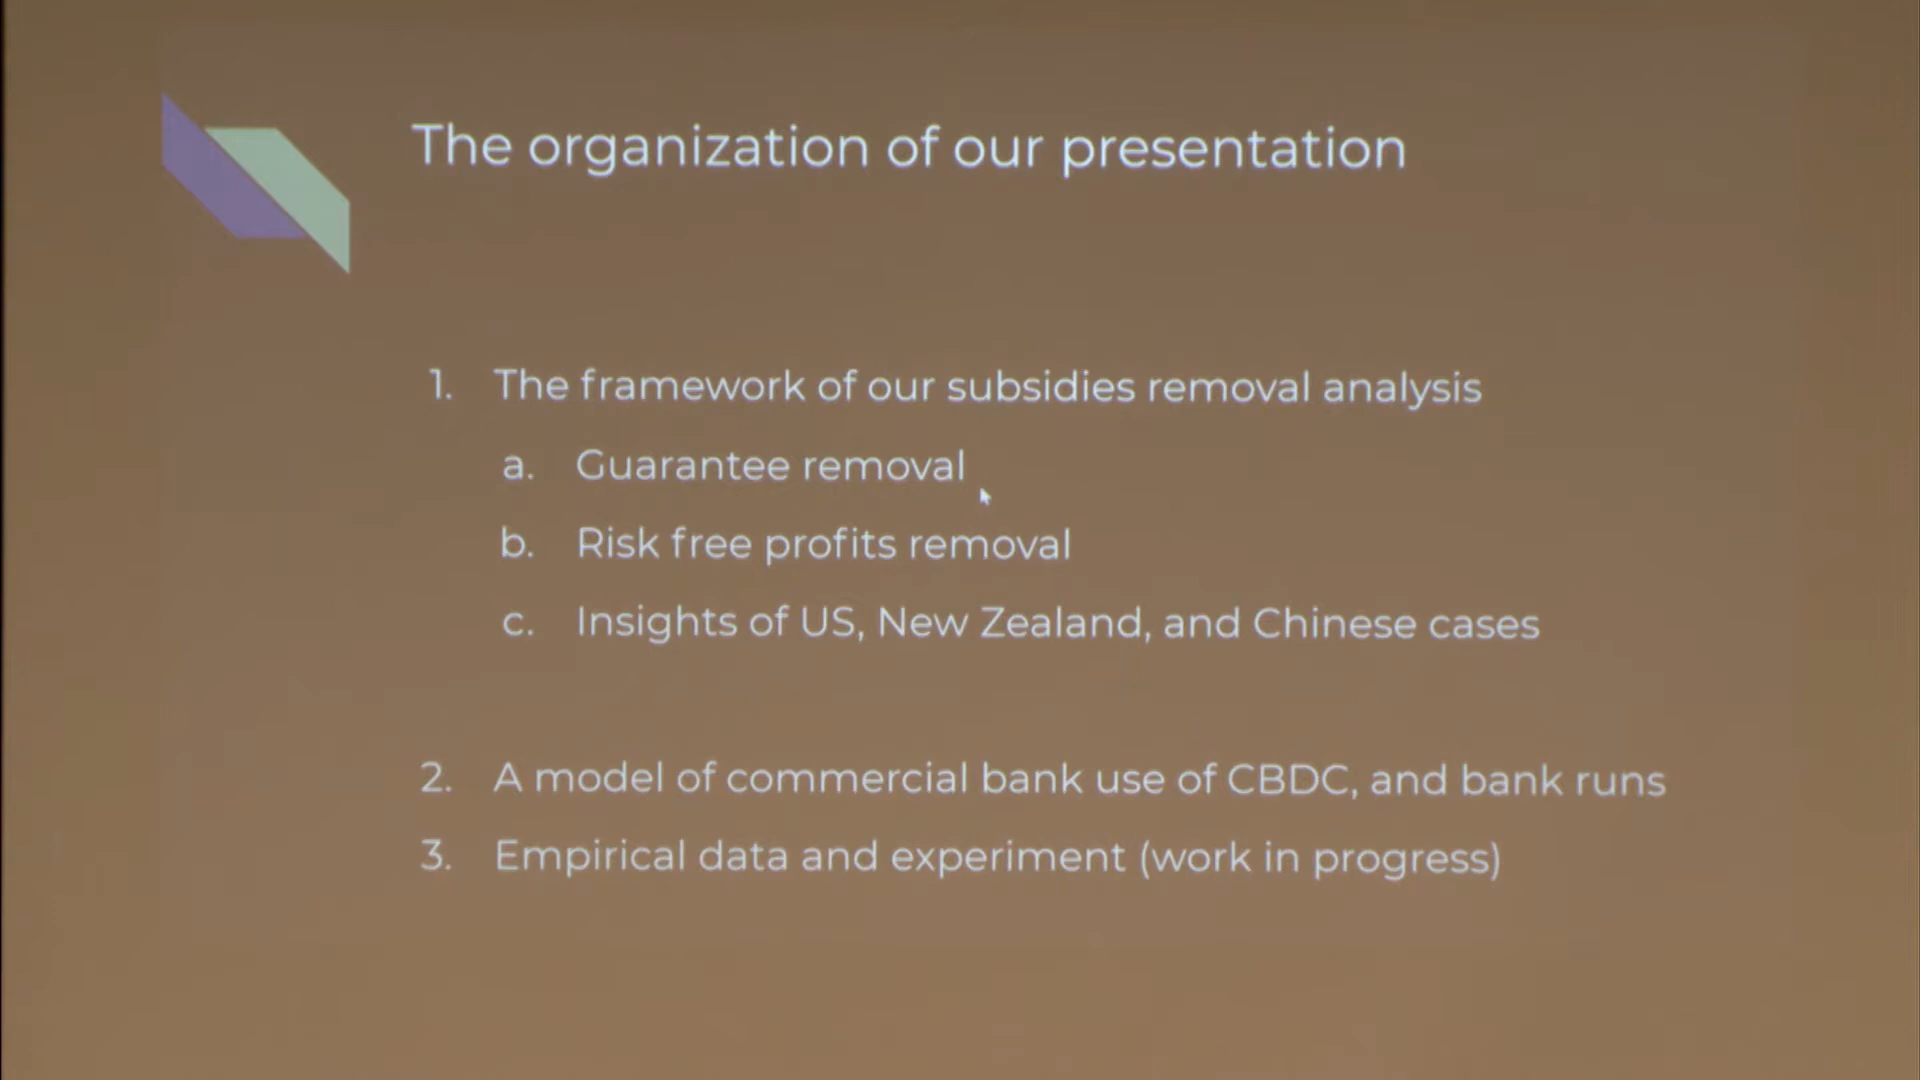 The organization of our presentation
1. The framework of our subsidies removal analysis
a. Guarantee removal
b. Risk free profits removal
c. Insights of US, New Zealand, and Chinese cases
2. A model of commercial bank use of CBDC, and bank runs
3. Empirical data and experiment (work in progress)